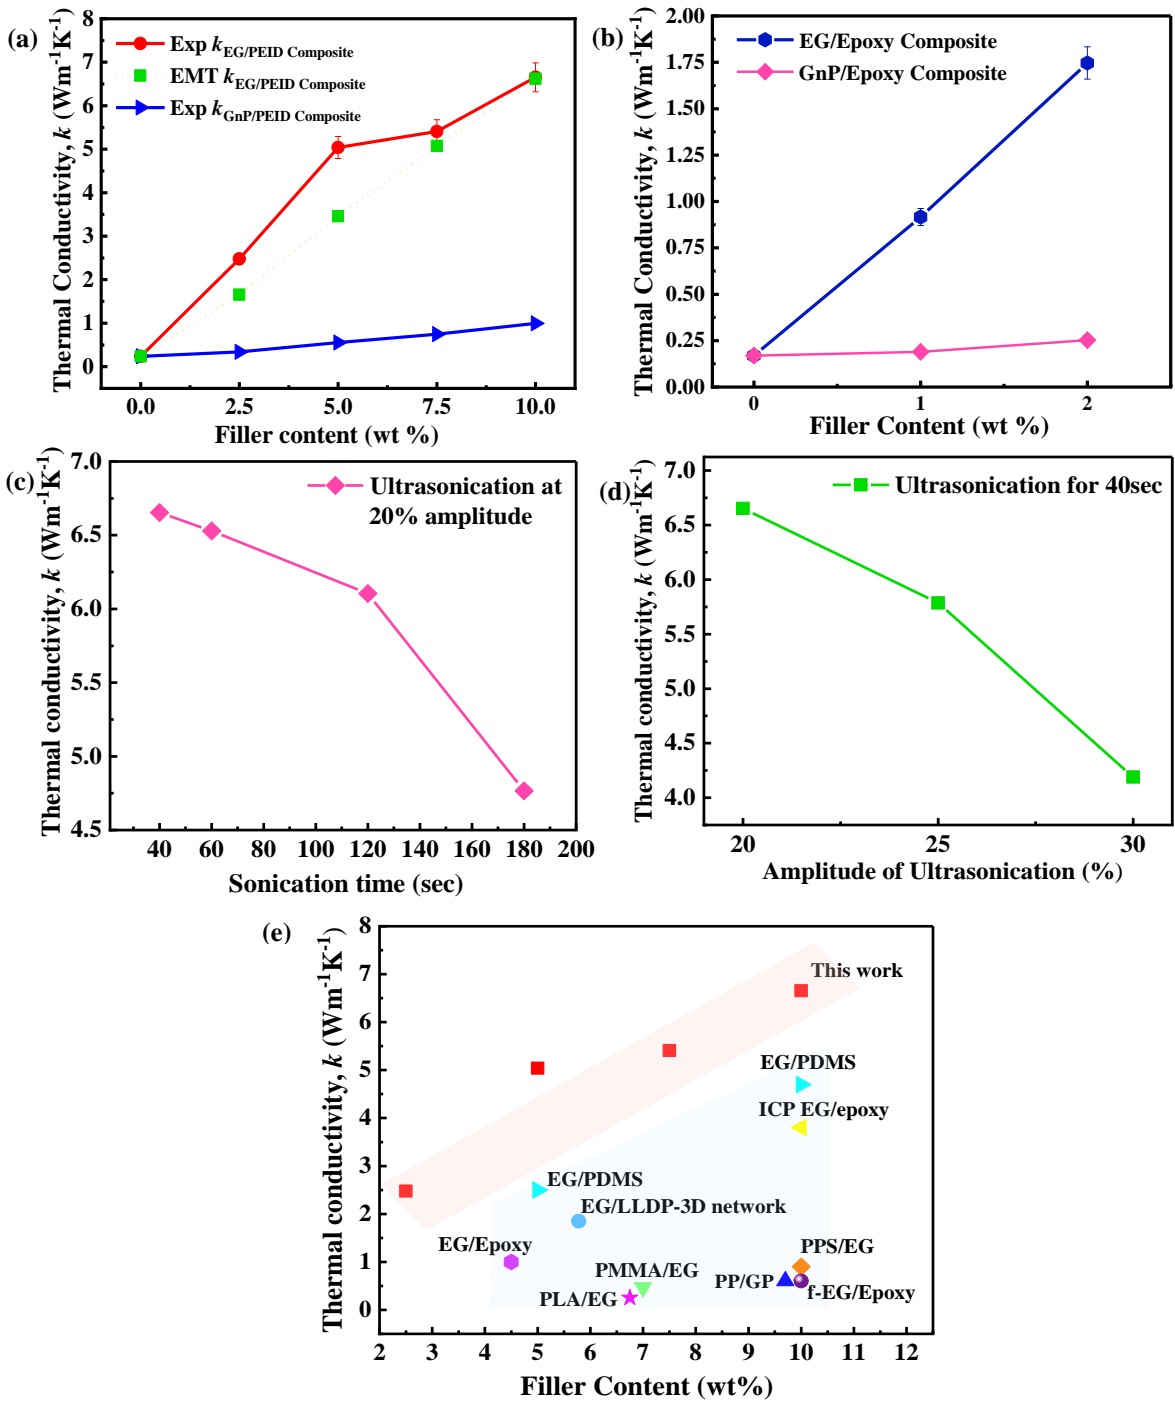 (a)
8
7
6
5
4
3
2
1
0
Thermal Conductivity, k (Wm⁻¹K⁻¹)
Exp k EG/PEID Composite
EMT k EG/PEID Composite
Exp k GnP/PEID Composite
0.0 2.5 5.0 7.5 10.0
Filler content (wt %)
(b)
2.00
1.75
1.50
1.25
1.00
0.75
0.50
0.25
0.00
Thermal Conductivity, k (Wm⁻¹K⁻¹)
EG/Epoxy Composite
GnP/Epoxy Composite
0 1 2
Filler Content (wt %)
(c)
7.0
6.5
6.0
5.5
5.0
4.5
Thermal conductivity, k (Wm⁻¹K⁻¹)
Ultrasonication at
20% amplitude
40 60 80 100 120 140 160 180 200
Sonication time (sec)
(d)
7.0
6.5
6.0
5.5
5.0
4.5
4.0
Thermal conductivity, k (Wm⁻¹K⁻¹)
Ultrasonication for 40sec
20 25 30
Amplitude of Ultrasonication (%)
(e)
8
7
6
5
4
3
2
1
0
Thermal conductivity, k (Wm⁻¹K⁻¹)
This work
EG/PDMS
ICP EG/epoxy
EG/PDMS
EG/LLDP-3D network
EG/Epoxy
PPS/EG
PMMA/EG
PP/GP
f-EG/Epoxy
PLA/EG
2 3 4 5 6 7 8 9 10 11 12
Filler Content (wt%)